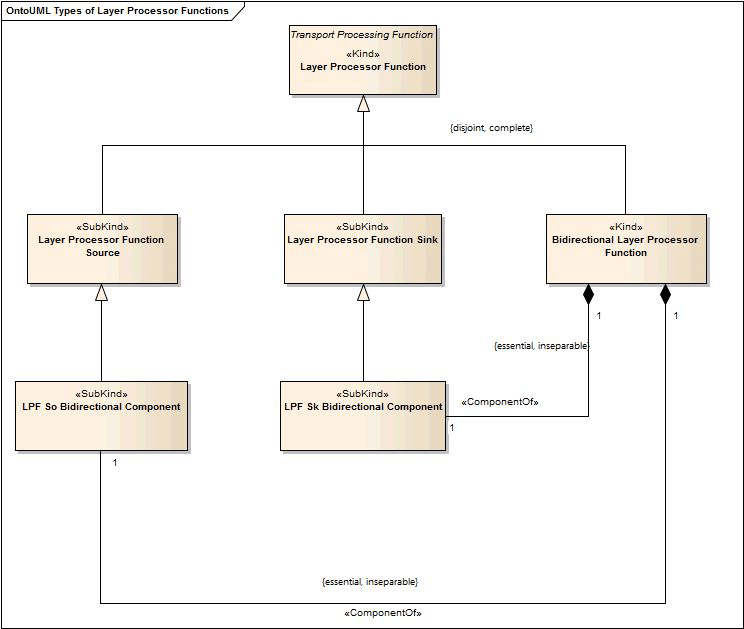 OntoUML Types of Layer Processor Functions
Transport Processing Function
«Kind»
Layer Processor Function
{disjoint, complete}
«SubKind»
Layer Processor Function
Source
«SubKind»
Layer Processor Function Sink
«Kind»
Bidirectional Layer Processor
Function
1
1
{essential, inseparable}
«SubKind»
LPF So Bidirectional Component
«SubKind»
LPF Sk Bidirectional Component
«ComponentOf»
1
1
{essential, inseparable}
«ComponentOf»